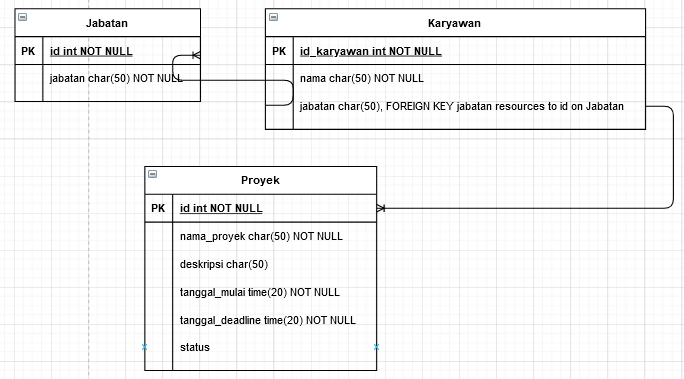 Jabatan
PK id int NOT NULL
jabatan char(50) NOT NULL
Karyawan
PK id_karyawan int NOT NULL
nama char(50) NOT NULL
jabatan char(50), FOREIGN KEY jabatan resources to id on Jabatan
Proyek
PK id int NOT NULL
nama_proyek char(50) NOT NULL
deskripsi char(50)
tanggal_mulai time(20) NOT NULL
tanggal_deadline time(20) NOT NULL
status